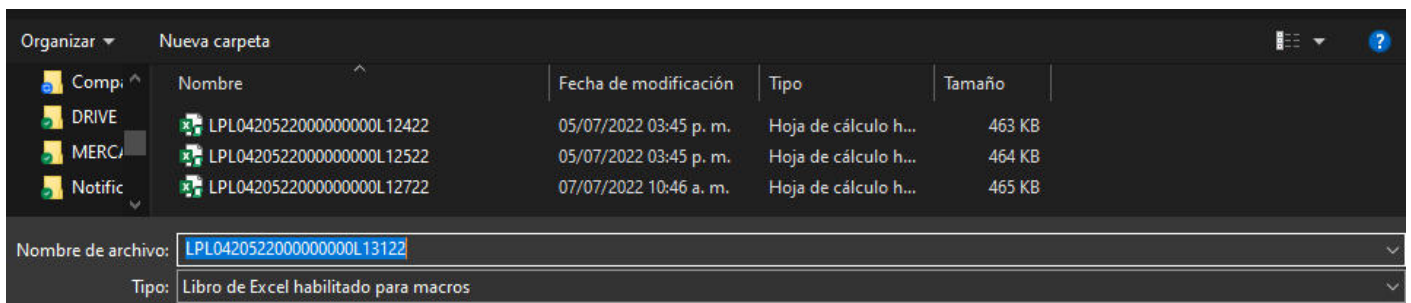 Organizar Nueva carpeta ?
Compa Nombre Fecha de modificación Tipo Tamaño
DRIVE LPL0420522000000000L12422 05/07/2022 03:45 p. m. Hoja de cálculo h... 463 KB
MERCA LPL0420522000000000L12522 05/07/2022 03:45 p. m. Hoja de cálculo h... 464 KB
Notific LPL0420522000000000L12722 07/07/2022 10:46 a. m. Hoja de cálculo h... 465 KB
Nombre de archivo: LPL0420522000000000L13122
Tipo: Libro de Excel habilitado para macros